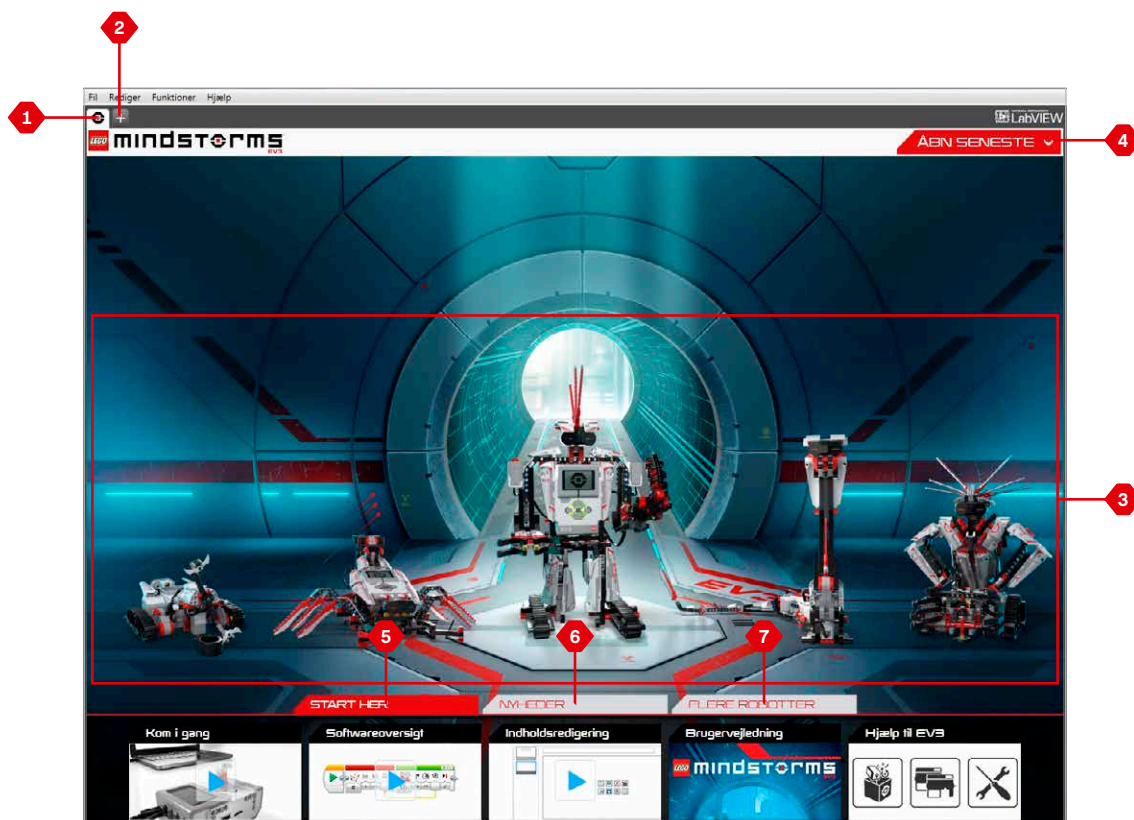 2
1
Fil Rediger Funktioner Hjælp
LabVIEW
LEGO mindstorms
EV3
ÅBN SENESTE
4
3
EV3
5
6
7
START HER
NYHEDER
FLERE ROBOTTER
Kom i gang
Softwareoversigt
Indholdsredigering
Brugervejledning
Hjælp til EV3
LEGO mindstorms